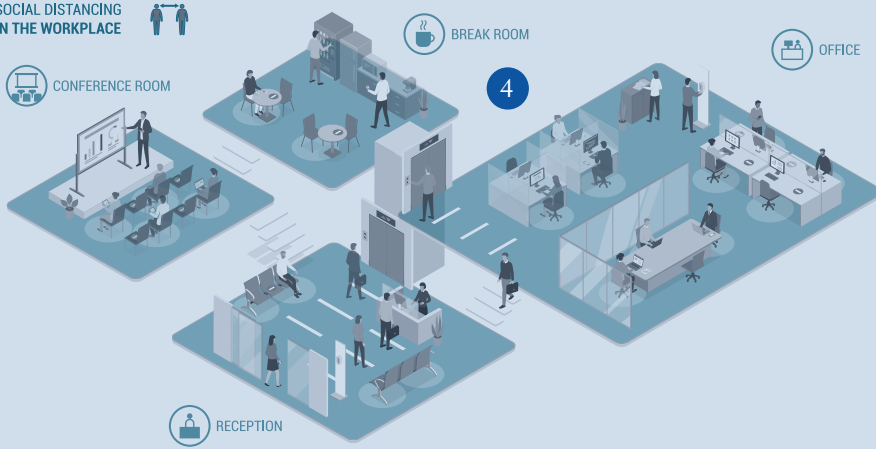 SOCIAL DISTANCING
N THE WORKPLACE
BREAK ROOM
OFFICE
CONFERENCE ROOM
4
RECEPTION